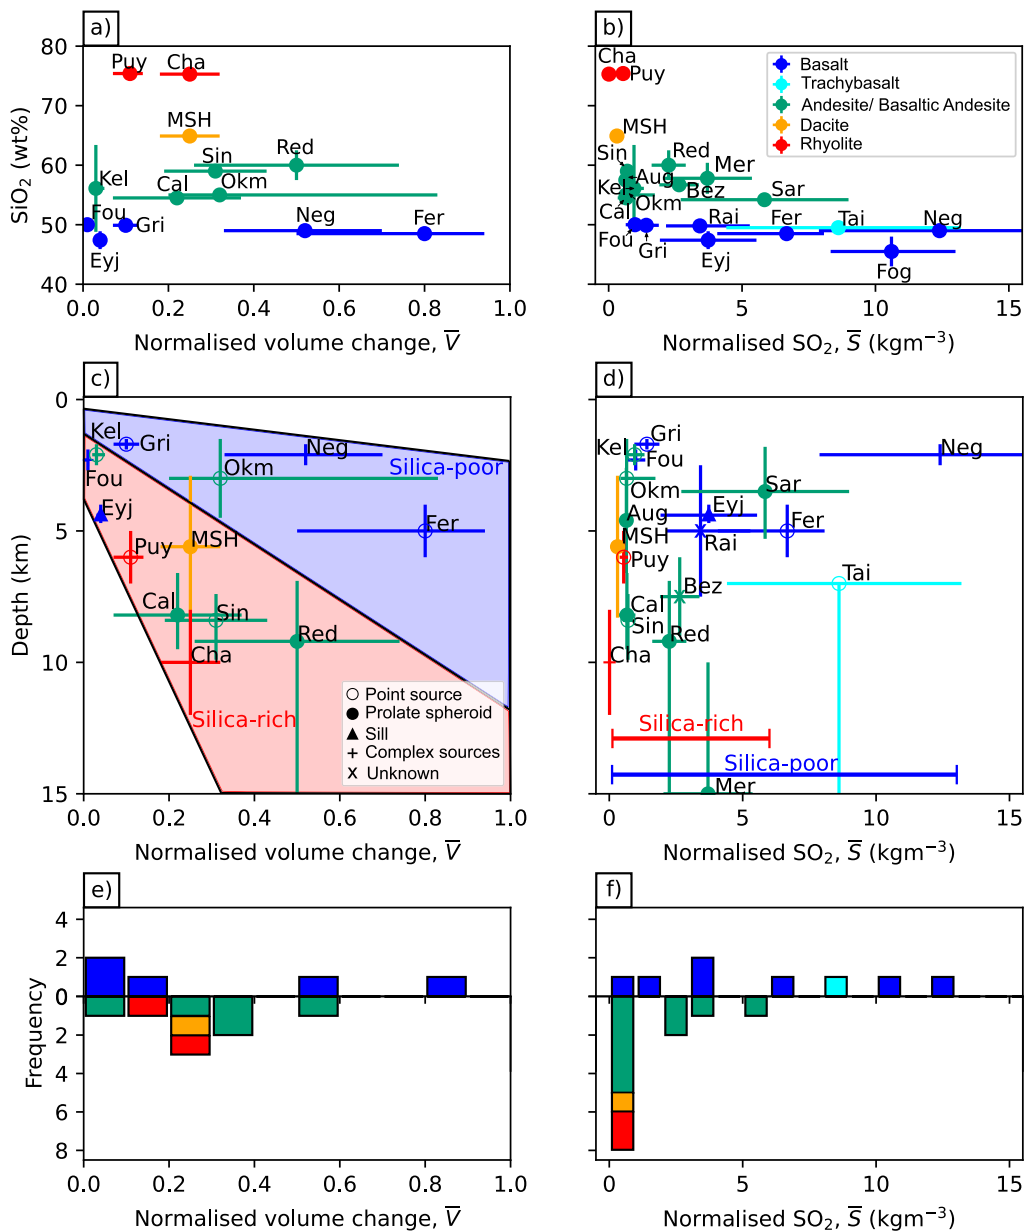 a)
80
70
60
50
40
SiO₂ (wt%)
Puy
Cha
MSH
Red
Sin
Kel
Cal
Okm
Fou
Gri
Neg
Fer
Eyj
0.0 0.2 0.4 0.6 0.8 1.0
Normalised volume change, V̅
b)
Cha
Puy
Basalt
Trachybasalt
Andesite/ Basaltic Andesite
Dacite
Rhyolite
MSH
Sin
Red
Mer
Aug
Kel
Bez
Okm
Sar
Cal
Rai
Fer
Tai
Neg
Fou
Gri
Eyj
Fog
0 5 10 15
Normalised SO₂, S̅ (kgm⁻³)
c)
0
5
10
15
Depth (km)
Kel
Gri
Neg
Silica-poor
Fou
Okm
Eyj
Fer
Puy
MSH
Cal
Sin
Red
Cha
Silica-rich
Point source
Prolate spheroid
Sill
Complex sources
Unknown
0.0 0.2 0.4 0.6 0.8 1.0
Normalised volume change, V̅
d)
Gri
Kel
Fou
Neg
Okm
Sar
Aug
Eyj
Fer
MSH
Rai
Puy
Tai
Bez
Cal
Sin
Red
Cha
Silica-rich
Silica-poor
Mer
0 5 10 15
Normalised SO₂, S̅ (kgm⁻³)
e)
4
2
0
2
4
6
8
Frequency
0.0 0.2 0.4 0.6 0.8 1.0
Normalised volume change, V̅
f)
0 5 10 15
Normalised SO₂, S̅ (kgm⁻³)